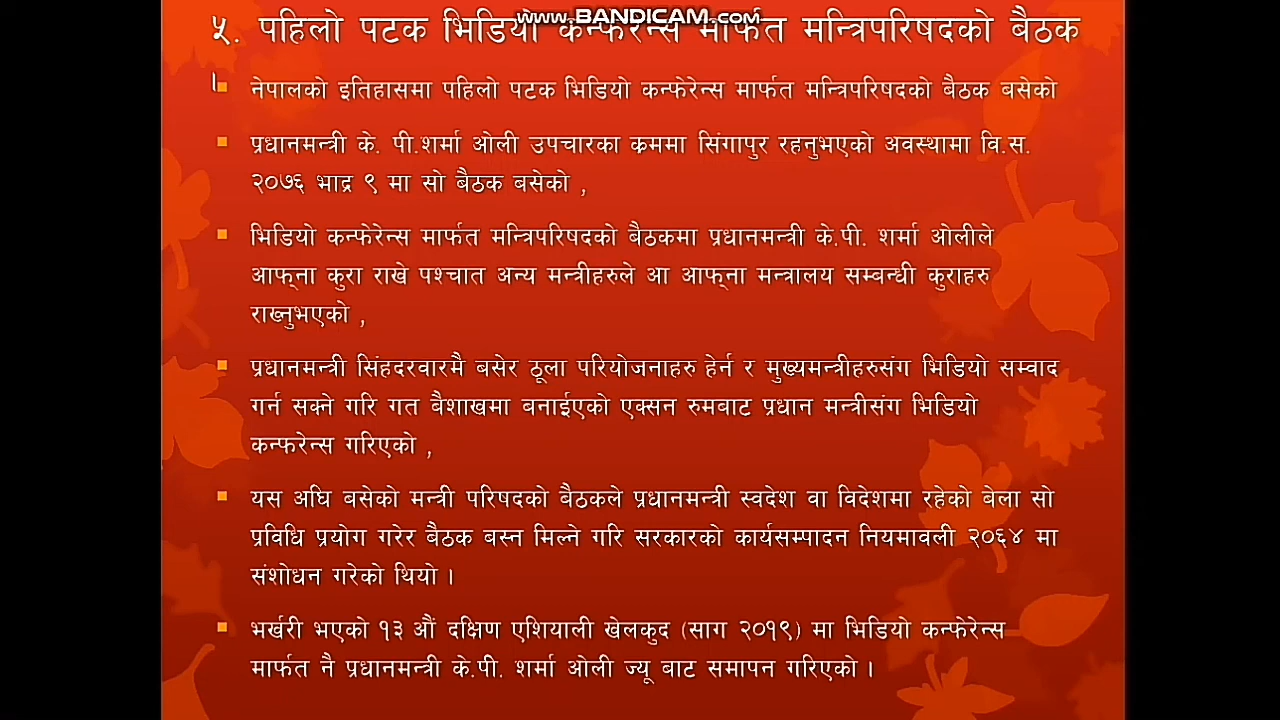 www.BANDICAM.com
५. पहिलो पटक भिडियो कन्फरेन्स मार्फत मन्त्रिपरिषदको बैठक
।
नेपालको इतिहासमा पहिलो पटक भिडियो कन्फेरेन्स मार्फत मन्त्रिपरिषदको बैठक बसेको
प्रधानमन्त्री के. पी.शर्मा ओली उपचारका क्रममा सिंगापुर रहनुभएको अवस्थामा वि.स.
२०७६ भाद्र ९ मा सो बैठक बसेको ,
भिडियो कन्फेरेन्स मार्फत मन्त्रिपरिषदको बैठकमा प्रधानमन्त्री के.पी. शर्मा ओलीले
आफ्‌ना कुरा राखे पश्चात अन्य मन्त्रीहरुले आ आफ्‌ना मन्त्रालय सम्बन्धी कुराहरु
राख्नुभएको ,
प्रधानमन्त्री सिंहदरवारमै बसेर ठूला परियोजनाहरु हेर्न र मुख्यमन्त्रीहरुसंग भिडियो सम्वाद
गर्न सक्ने गरि गत बैशाखमा बनाईएको एक्सन रुमबाट प्रधान मन्त्रीसंग भिडियो
कन्फरेन्स गरिएको ,
यस अघि बसेको मन्त्री परिषदको बैठकले प्रधानमन्त्री स्वदेश वा विदेशमा रहेको बेला सो
प्रविधि प्रयोग गरेर बैठक बस्न मिल्ने गरि सरकारको कार्यसम्पादन नियमावली २०६४ मा
संशोधन गरेको थियो ।
भर्खरी भएको १३ औं दक्षिण एशियाली खेलकुद (साग २०१९) मा भिडियो कन्फेरेन्स
मार्फत नै प्रधानमन्त्री के.पी. शर्मा ओली ज्यू बाट समापन गरिएको ।